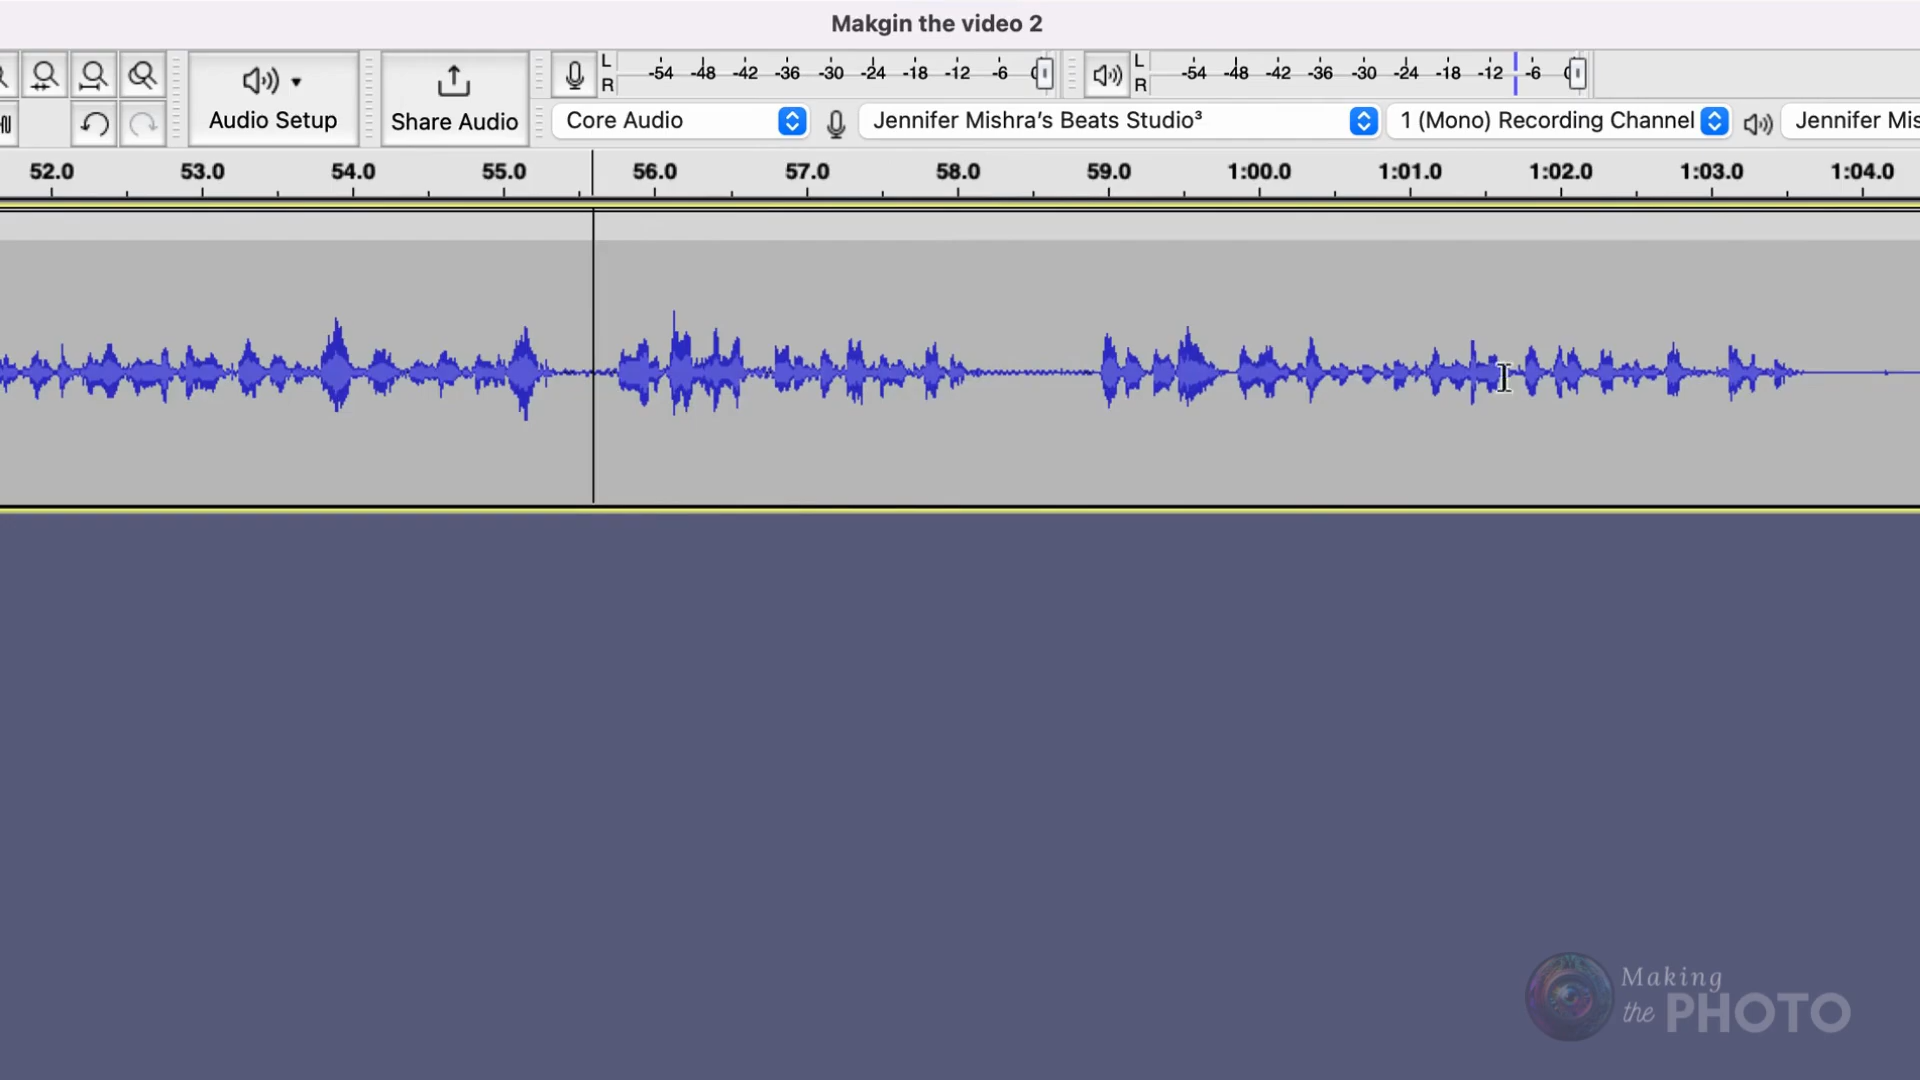 Makgin the video 2
L
R
-54 -48 -42 -36 -30 -24 -18 -12 -6
L
R
-54 -48 -42 -36 -30 -24 -18 -12 -6
Audio Setup
Share Audio
Core Audio
Jennifer Mishra’s Beats Studio³
1 (Mono) Recording Channel
Jennifer Mis
52.0 53.0 54.0 55.0 56.0 57.0 58.0 59.0 1:00.0 1:01.0 1:02.0 1:03.0 1:04.0
Making
the PHOTO